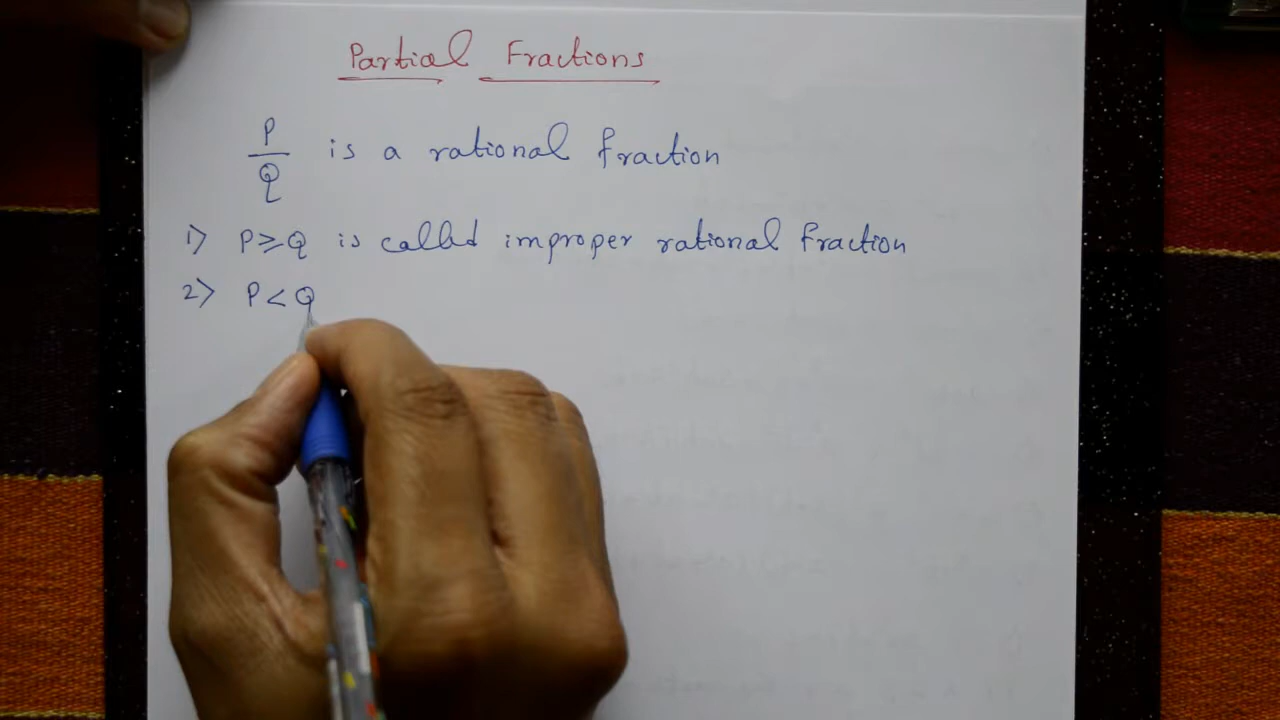 Partial Fractions
P
Q is a rational fraction
1) P≥Q is called improper rational fraction
2) P<Q